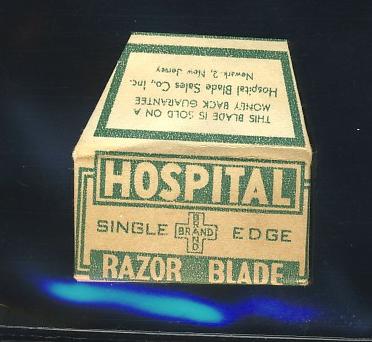 THIS BLADE IS SOLD ON A
MONEY BACK GUARANTEE
Hospital Blade Sales Co., Inc.
Newark 2, New Jersey
HOSPITAL
SINGLE BRAND EDGE
BRAND
RAZOR BLADE